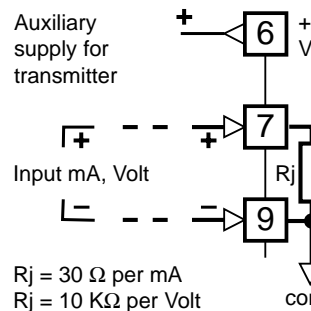 Auxiliary
supply for
transmitter
+
6
+
V
7
+ +
Input mA, Volt
Rj
− −
9
Rj = 30 Ω per mA
Rj = 10 KΩ per Volt